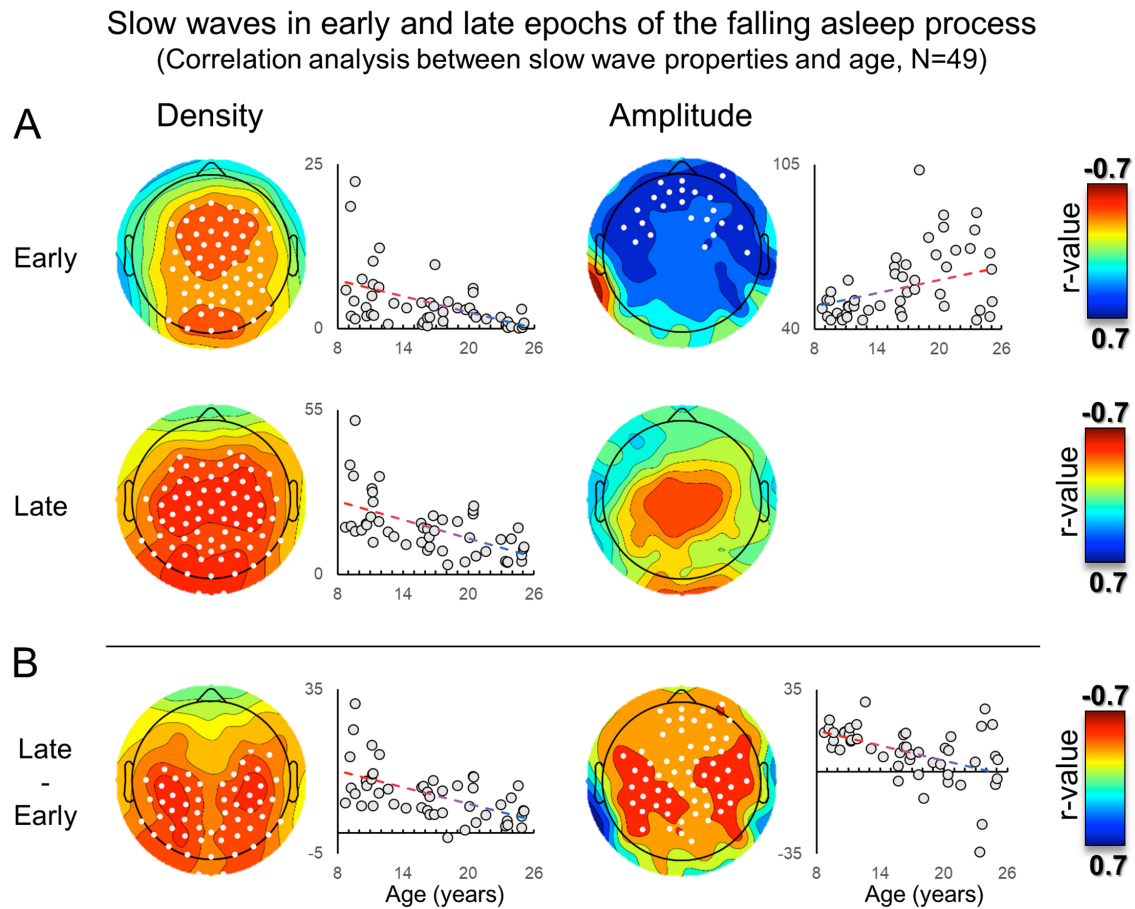 Slow waves in early and late epochs of the falling asleep process
(Correlation analysis between slow wave properties and age, N=49)
A
Density
Amplitude
Early
25
0
8 14 20 26
105
40
8 14 20 26
-0.7
r-value
0.7
Late
55
0
8 14 20 26
-0.7
r-value
0.7
B
Late
-
Early
35
-5
8 14 20 26
Age (years)
35
-35
8 14 20 26
Age (years)
-0.7
r-value
0.7